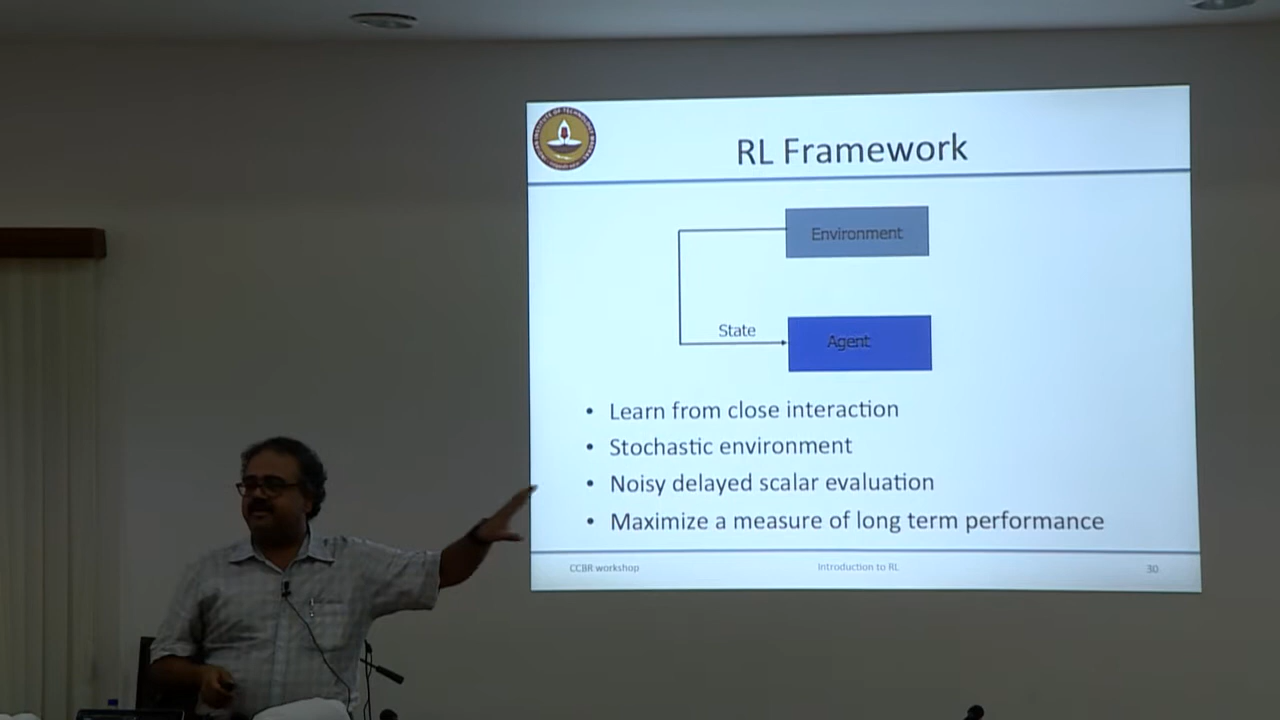 RL Framework
Environment
State
Agent
• Learn from close interaction
• Stochastic environment
• Noisy delayed scalar evaluation
• Maximize a measure of long term performance
CCBR workshop
Introduction to RL
30